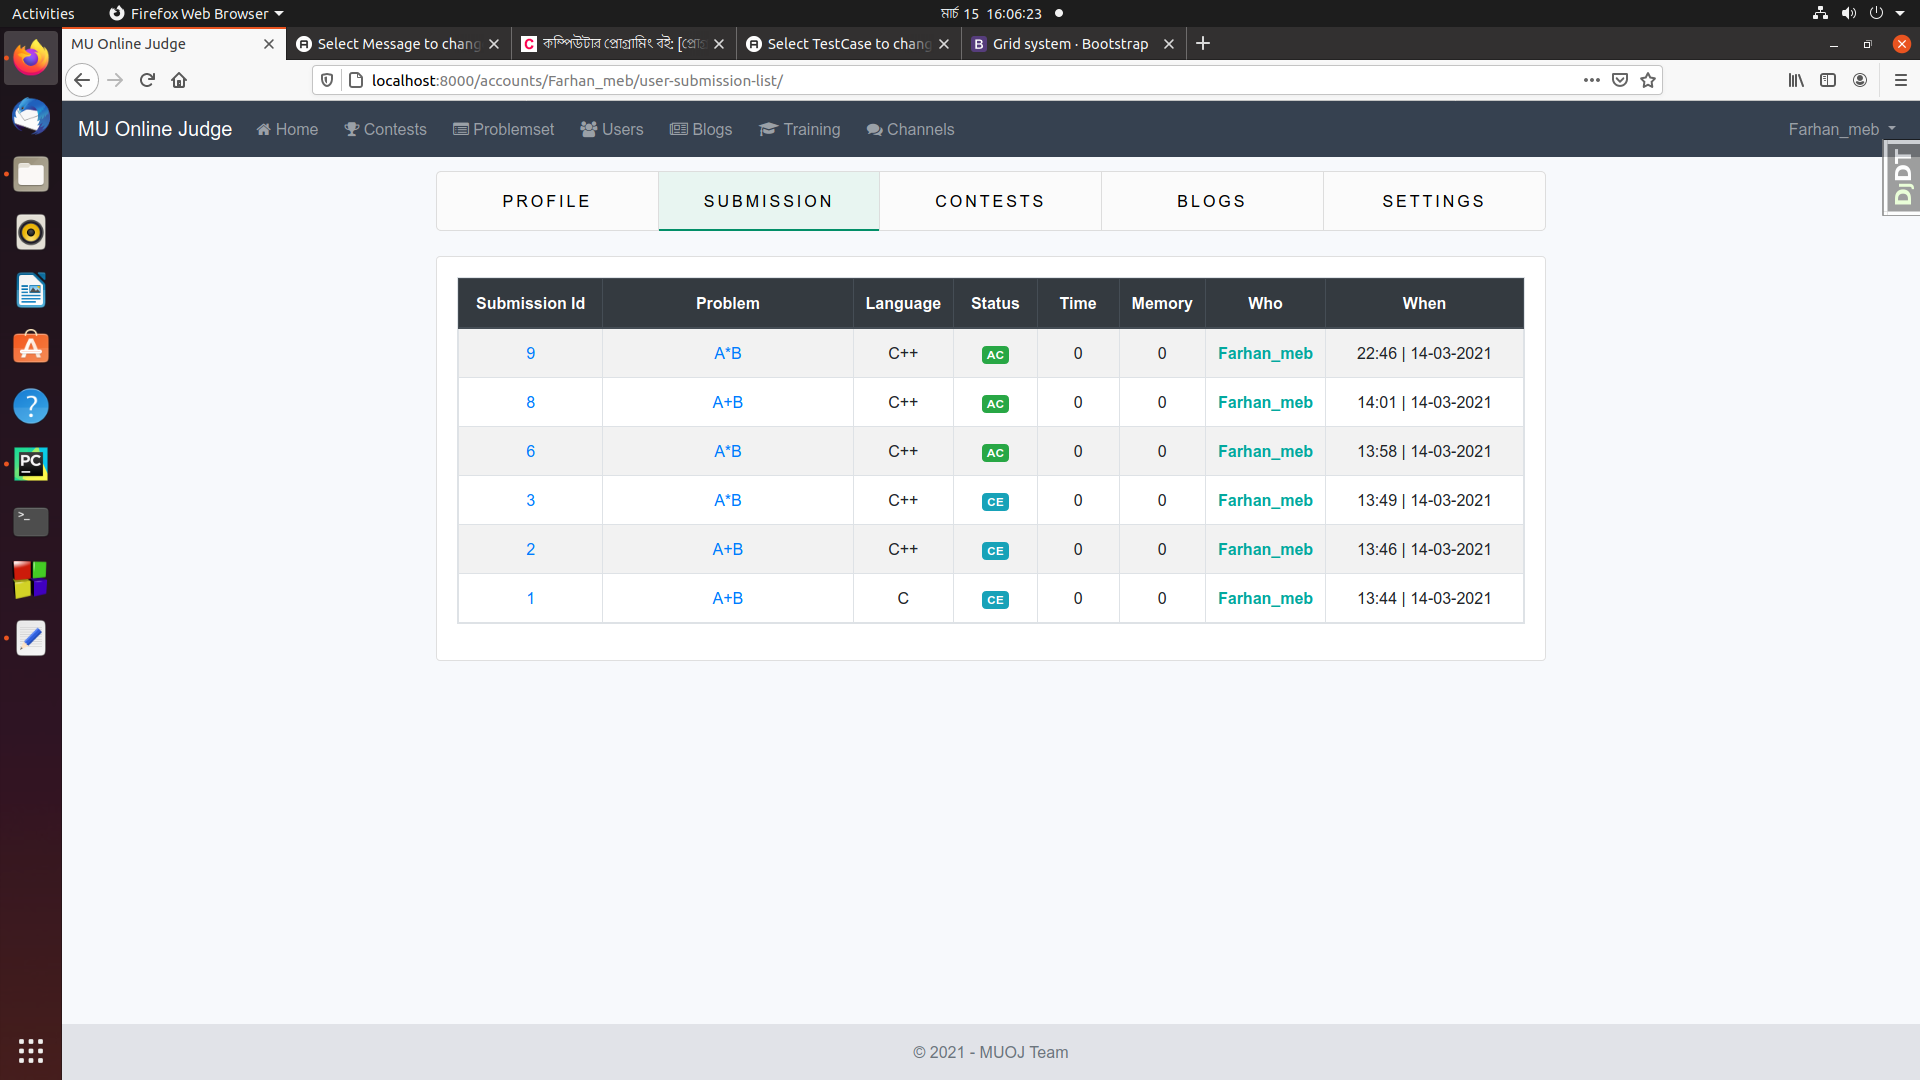 Activities Firefox Web Browser মার্চ 15 16:06:23
MU Online Judge Select Message to chang কম্পিউটার প্রোগ্রামিং বই: [প্রোগ্র Select TestCase to chang B Grid system · Bootstrap
localhost:8000/accounts/Farhan_meb/user-submission-list/
MU Online Judge Home Contests Problemset Users Blogs Training Channels Farhan_meb
DjDT
PROFILE SUBMISSION CONTESTS BLOGS SETTINGS
Submission Id Problem Language Status Time Memory Who When
9 A*B C++ AC 0 0 Farhan_meb 22:46 | 14-03-2021
8 A+B C++ AC 0 0 Farhan_meb 14:01 | 14-03-2021
6 A*B C++ AC 0 0 Farhan_meb 13:58 | 14-03-2021
3 A*B C++ CE 0 0 Farhan_meb 13:49 | 14-03-2021
2 A+B C++ CE 0 0 Farhan_meb 13:46 | 14-03-2021
1 A+B C CE 0 0 Farhan_meb 13:44 | 14-03-2021
© 2021 - MUOJ Team